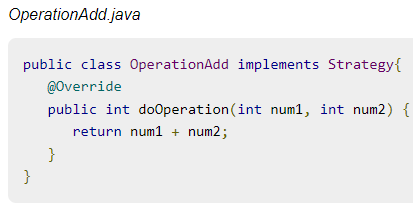 OperationAdd.java
public class OperationAdd implements Strategy{
   @Override
   public int doOperation(int num1, int num2) {
      return num1 + num2;
   }
}